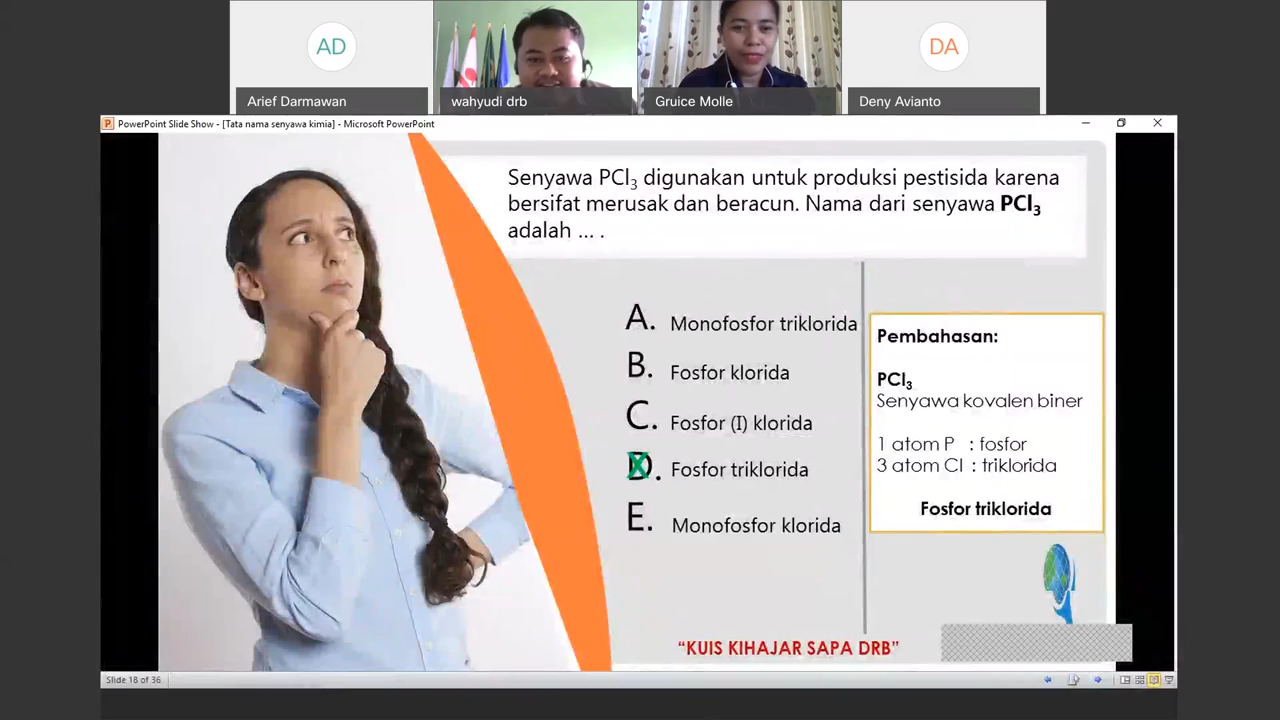 AD
DA
Arief Darmawan
wahyudi drb
Gruice Molle
Deny Avianto
PowerPoint Slide Show - [Tata nama senyawa kimia] - Microsoft PowerPoint
Senyawa PCl₃ digunakan untuk produksi pestisida karena
bersifat merusak dan beracun. Nama dari senyawa PCl₃
adalah ... .
A. Monofosfor triklorida
B. Fosfor klorida
C. Fosfor (I) klorida
D. Fosfor triklorida
E. Monofosfor klorida
Pembahasan:
PCl₃
Senyawa kovalen biner
1 atom P : fosfor
3 atom Cl : triklorida
Fosfor triklorida
“KUIS KIHAJAR SAPA DRB”
Slide 18 of 36